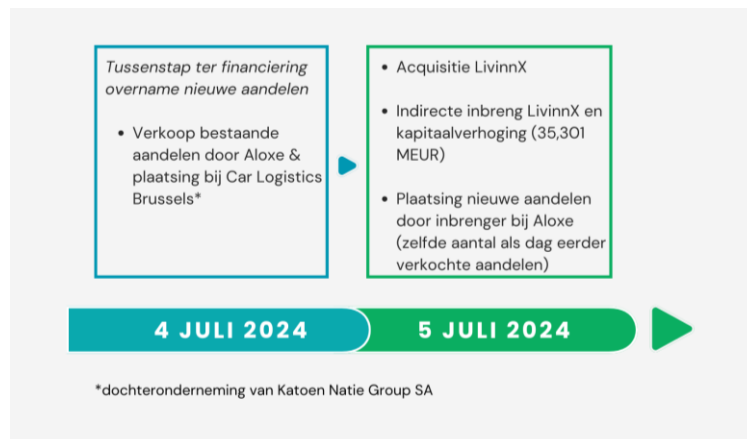 Tussenstap ter financiering
overname nieuwe aandelen
• Verkoop bestaande
aandelen door Aloxe &
plaatsing bij Car Logistics
Brussels*
• Acquisitie LivinnX
• Indirecte inbreng LivinnX en
kapitaalverhoging (35,301
MEUR)
• Plaatsing nieuwe aandelen
door inbrenger bij Aloxe
(zelfde aantal als dag eerder
verkochte aandelen)
4 JULI 2024
5 JULI 2024
*dochteronderneming van Katoen Natie Group SA